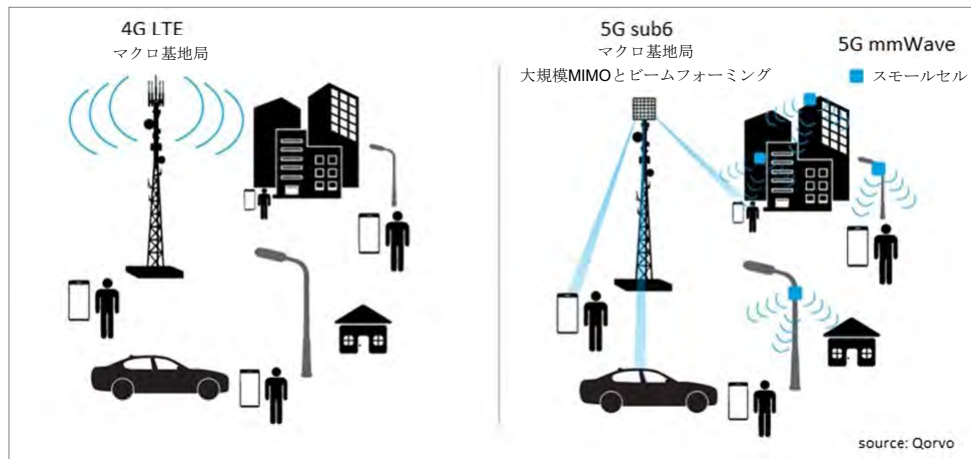 4G LTE
マクロ基地局
5G sub6
マクロ基地局
大規模MIMOとビームフォーミング
5G mmWave
スモールセル
source: Qorvo